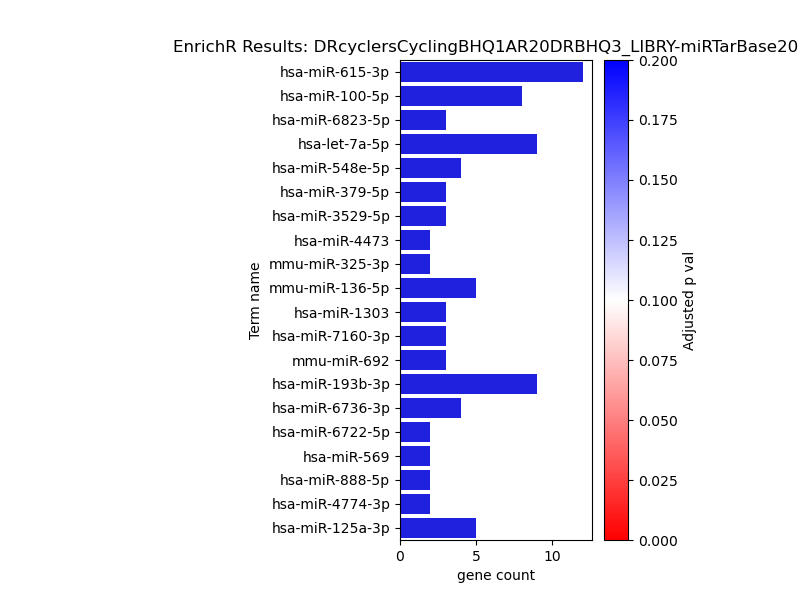 EnrichR Results: DRcyclersCyclingBHQ1AR20DRBHQ3_LIBRY-miRTarBase20
hsa-miR-615-3p
hsa-miR-100-5p
hsa-miR-6823-5p
hsa-let-7a-5p
hsa-miR-548e-5p
hsa-miR-379-5p
hsa-miR-3529-5p
hsa-miR-4473
mmu-miR-325-3p
mmu-miR-136-5p
hsa-miR-1303
hsa-miR-7160-3p
mmu-miR-692
hsa-miR-193b-3p
hsa-miR-6736-3p
hsa-miR-6722-5p
hsa-miR-569
hsa-miR-888-5p
hsa-miR-4774-3p
hsa-miR-125a-3p
Term name
0 5 10
gene count
0.200
0.175
0.150
0.125
0.100
0.075
0.050
0.025
0.000
Adjusted p val